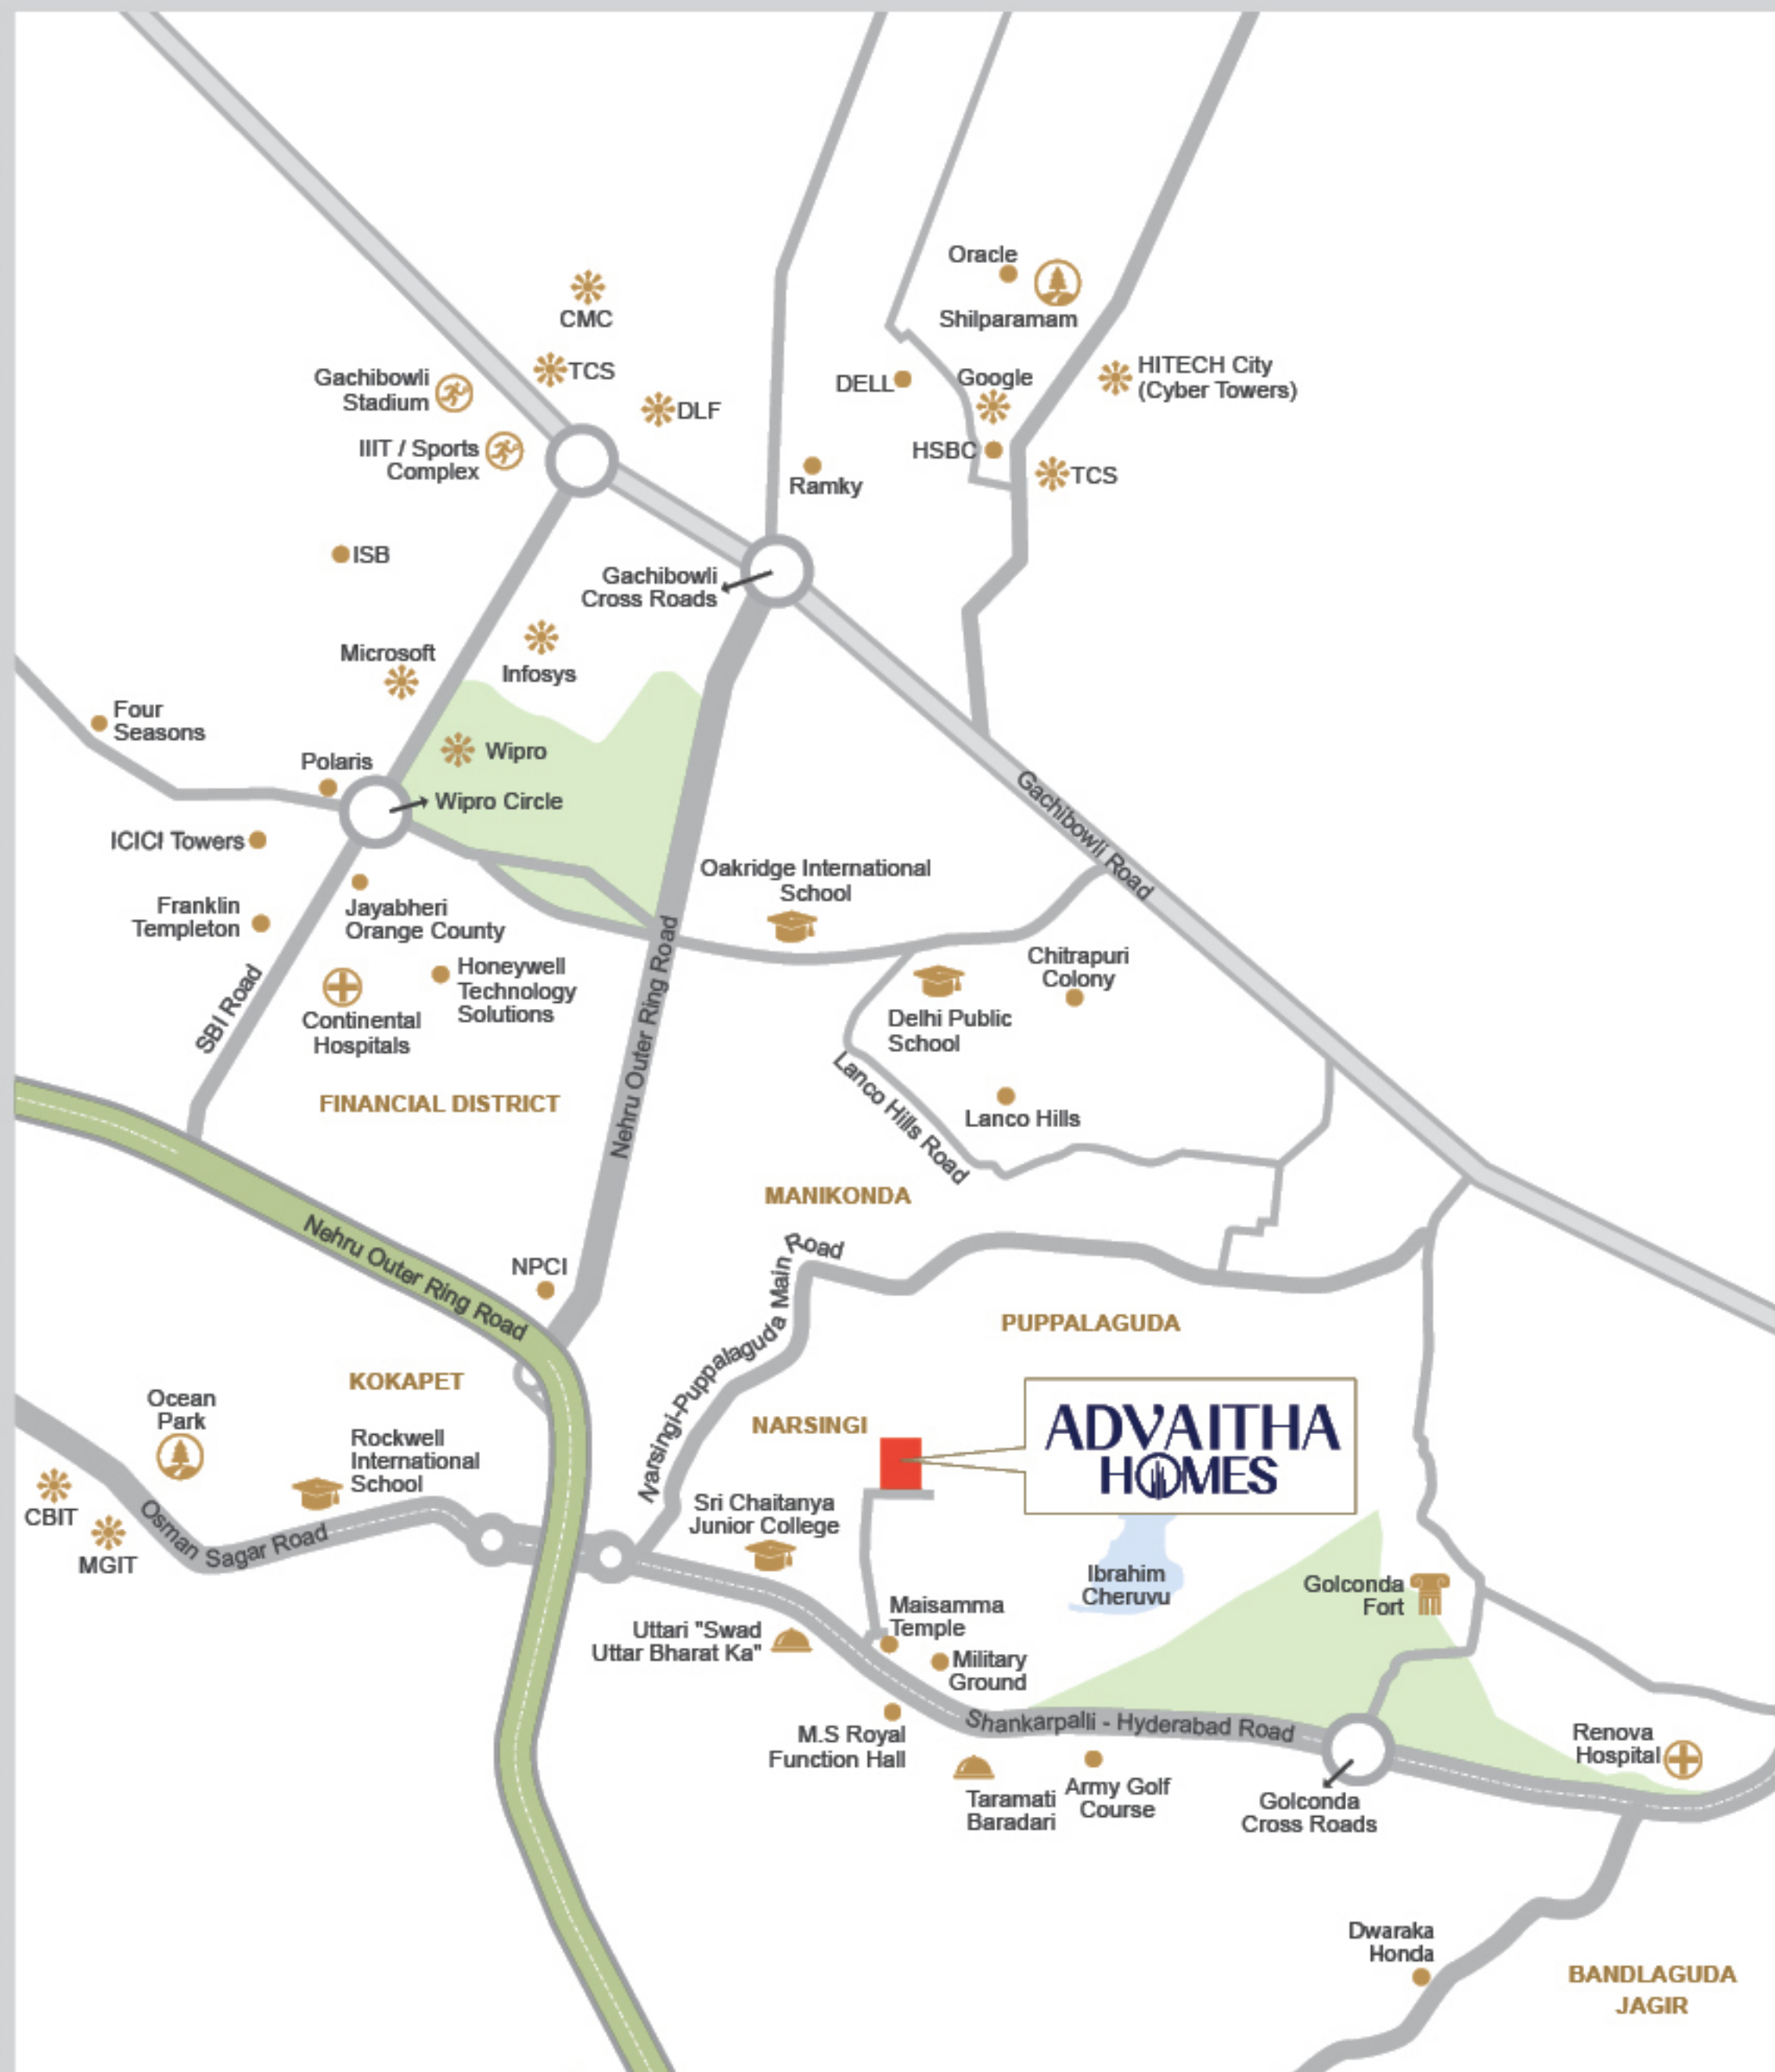 Oracle
Shilparamam
CMC
TCS
DLF
Gachibowli
Stadium
IIIT / Sports
Complex
DELL
Google
HITECH City
(Cyber Towers)
HSBC
TCS
Ramky
ISB
Gachibowli
Cross Roads
Microsoft
Infosys
Four
Seasons
Wipro
Polaris
Wipro Circle
Gachibowli Road
ICICI Towers
Oakridge International
School
Franklin
Templeton
Jayabheri
Orange County
Honeywell
Technology
Solutions
Chitrapuri
Colony
SBI Road
Continental
Hospitals
Nehru Outer Ring Road
Delhi Public
School
Lanco Hills Road
Lanco Hills
FINANCIAL DISTRICT
MANIKONDA
Nehru Outer Ring Road
NPCI
Narsingi-Puppalaguda Main Road
PUPPALAGUDA
KOKAPET
Ocean
Park
NARSINGI
ADVAITHA
HOMES
Rockwell
International
School
CBIT
MGIT
Osman Sagar Road
Sri Chaitanya
Junior College
Ibrahim
Cheruvu
Golconda
Fort
Maisamma
Temple
Uttari "Swad
Uttar Bharat Ka"
Military
Ground
Shankarpalli - Hyderabad Road
M.S Royal
Function Hall
Renova
Hospital
Taramati
Baradari
Army Golf
Course
Golconda
Cross Roads
Dwaraka
Honda
BANDLAGUDA
JAGIR